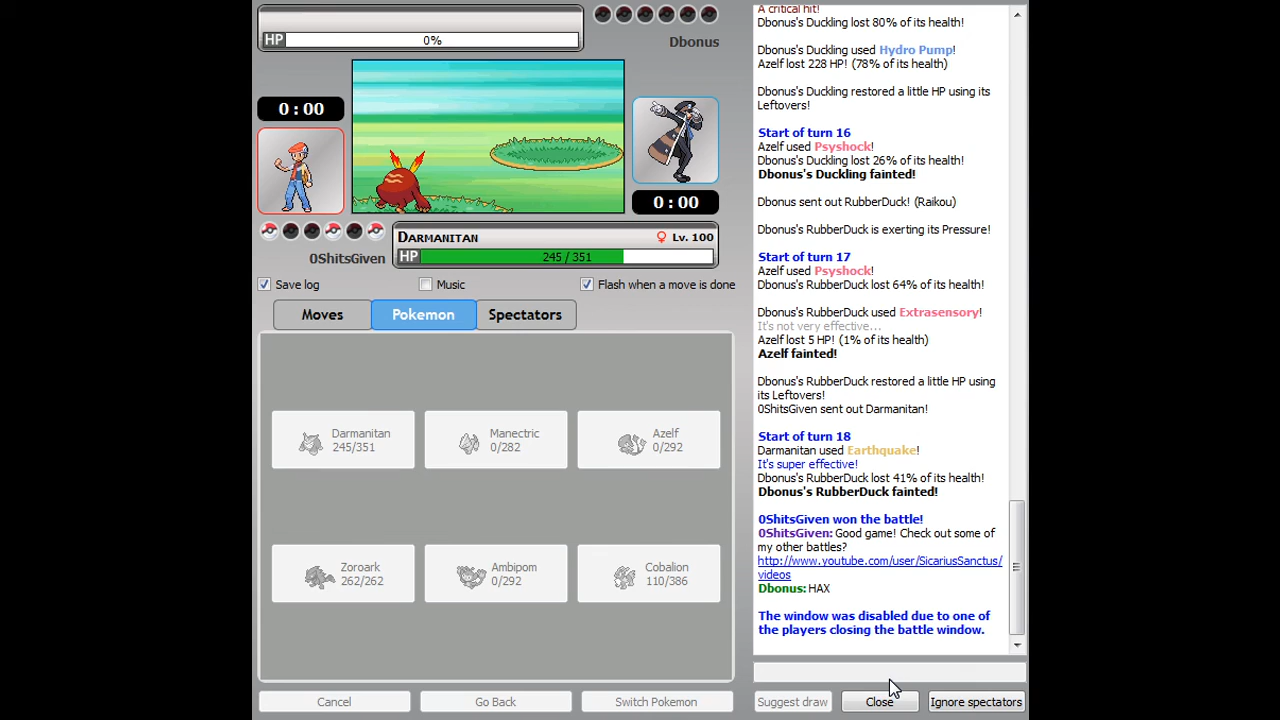 HP 0%
Dbonus
0:00
0:00
0ShitsGiven
DARMANITAN ♀ Lv. 100
HP 245 / 351
Save log
Music
Flash when a move is done
Moves
Pokemon
Spectators
Darmanitan
245/351
Manectric
0/282
Azelf
0/292
Zoroark
262/262
Ambipom
0/292
Cobalion
110/386
Cancel
Go Back
Switch Pokemon
A critical hit!
Dbonus's Duckling lost 80% of its health!
Dbonus's Duckling used Hydro Pump!
Azelf lost 228 HP! (78% of its health)
Dbonus's Duckling restored a little HP using its
Leftovers!
Start of turn 16
Azelf used Psyshock!
Dbonus's Duckling lost 26% of its health!
Dbonus's Duckling fainted!
Dbonus sent out RubberDuck! (Raikou)
Dbonus's RubberDuck is exerting its Pressure!
Start of turn 17
Azelf used Psyshock!
Dbonus's RubberDuck lost 64% of its health!
Dbonus's RubberDuck used Extrasensory!
It's not very effective...
Azelf lost 5 HP! (1% of its health)
Azelf fainted!
Dbonus's RubberDuck restored a little HP using
its Leftovers!
0ShitsGiven sent out Darmanitan!
Start of turn 18
Darmanitan used Earthquake!
It's super effective!
Dbonus's RubberDuck lost 41% of its health!
Dbonus's RubberDuck fainted!
0ShitsGiven won the battle!
0ShitsGiven: Good game! Check out some of
my other battles?
http://www.youtube.com/user/SicariusSanctus/
videos
Dbonus: HAX
The window was disabled due to one of
the players closing the battle window.
Suggest draw
Close
Ignore spectators